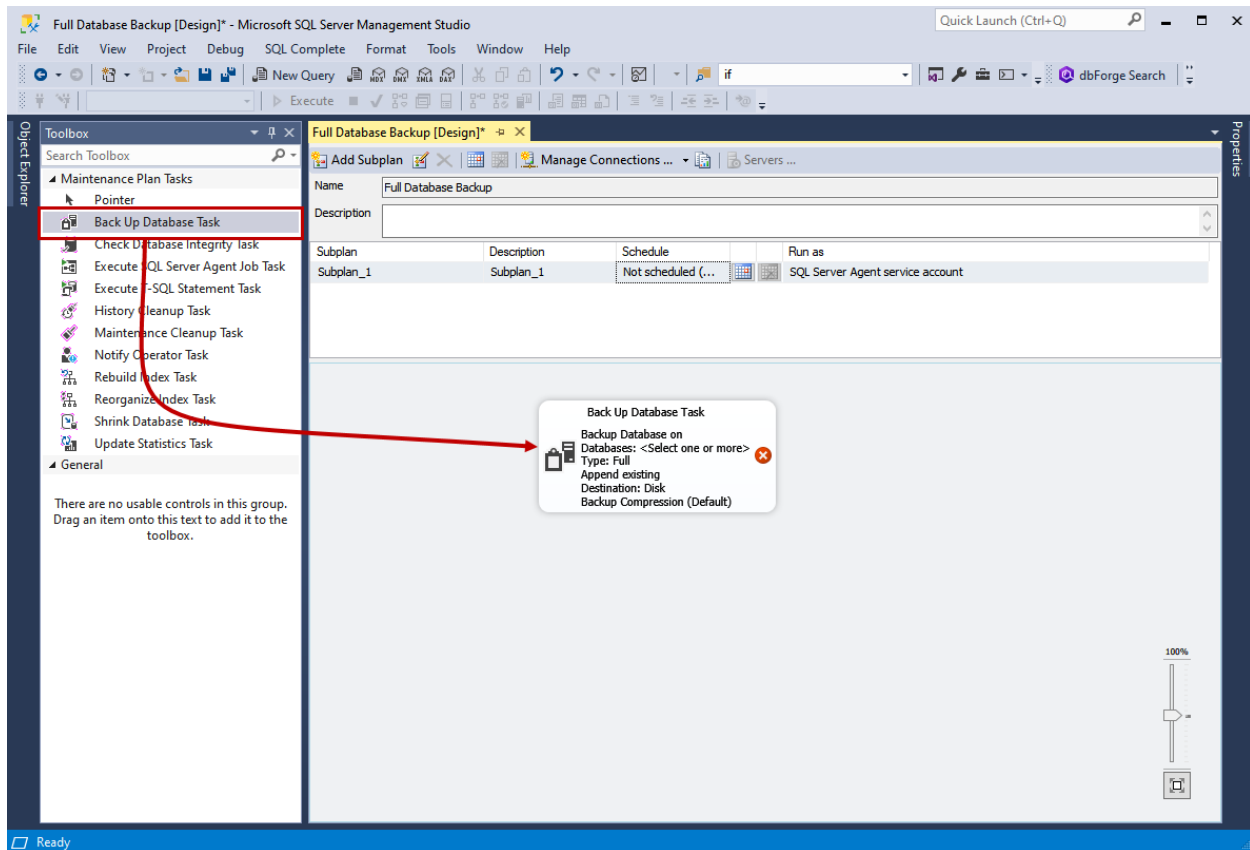 Full Database Backup [Design]* - Microsoft SQL Server Management Studio
Quick Launch (Ctrl+Q)
File Edit View Project Debug SQL Complete Format Tools Window Help
New Query MDX DMX XMLA DAX if dbForge Search
Execute
Object Explorer
Toolbox
Search Toolbox
Maintenance Plan Tasks
Pointer
Back Up Database Task
Check Database Integrity Task
Execute SQL Server Agent Job Task
Execute T-SQL Statement Task
History Cleanup Task
Maintenance Cleanup Task
Notify Operator Task
Rebuild Index Task
Reorganize Index Task
Shrink Database Task
Update Statistics Task
General
There are no usable controls in this group.
Drag an item onto this text to add it to the
toolbox.
Full Database Backup [Design]*
Add Subplan Manage Connections ... Servers ...
Name Full Database Backup
Description
Subplan Description Schedule Run as
Subplan_1 Subplan_1 Not scheduled (... SQL Server Agent service account
Back Up Database Task
Backup Database on
Databases: <Select one or more>
Type: Full
Append existing
Destination: Disk
Backup Compression (Default)
100%
Properties
Ready